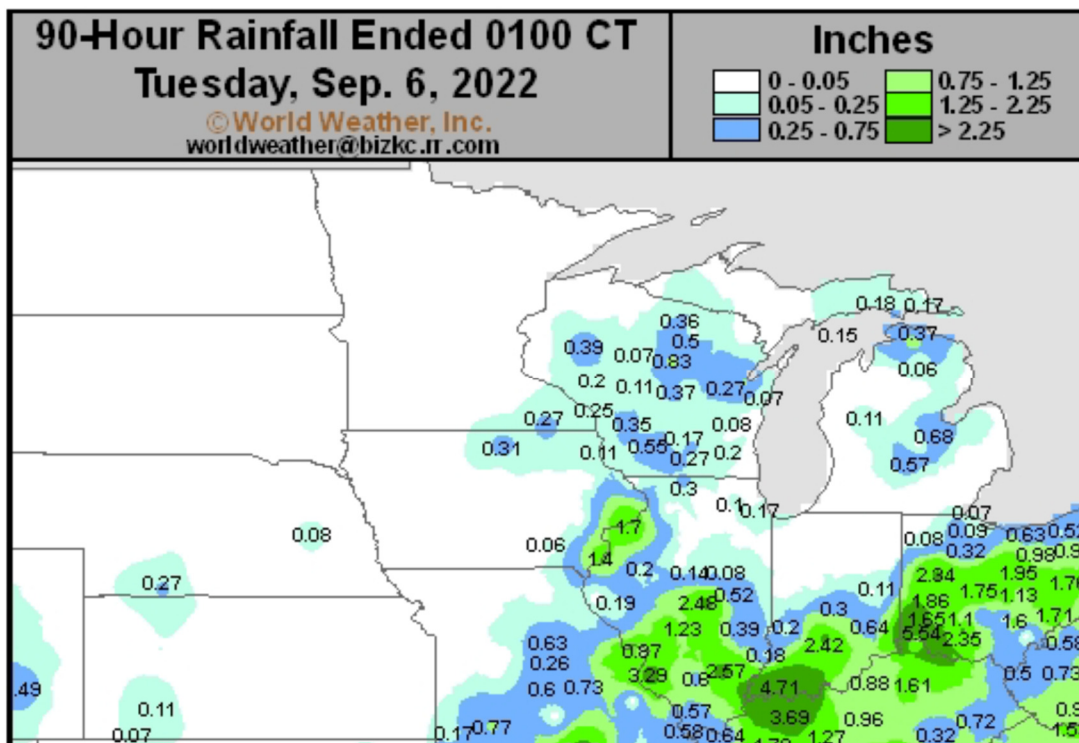 90-Hour Rainfall Ended 0100 CT
Tuesday, Sep. 6, 2022
©World Weather, Inc.
worldweather@bizkc.rr.com
Inches
0 - 0.05
0.75 - 1.25
0.05 - 0.25
1.25 - 2.25
0.25 - 0.75
> 2.25
0.18 0.17
0.36
0.15 0.37
0.39 0.5
0.07 0.83
0.06
0.2 0.11 0.37 0.27 0.07
0.25 0.11
0.27 0.35 0.08
0.31 0.11 0.55 0.17 0.68
0.27 0.2 0.57
0.3
0.1 0.17 0.07
0.08 1.7 0.09 0.63
0.06 0.08 0.32
1.4 0.98
0.27 0.2 0.14 0.08 0.11 2.94 1.95
0.19 2.48 0.52 1.86 1.75 1.13
0.3 1.65 1.1 1.6 1.71
0.63 1.23 0.39 0.2 0.64 5.54 2.35 0.58
0.26 0.97 0.18 2.42
.49 0.6 0.73 3.29 0.6 2.57 4.71 0.88 1.61 0.5 0.73
0.11 0.57 3.69 0.96 0.72
0.07 0.17 0.77 0.58 0.64 1.27 0.32